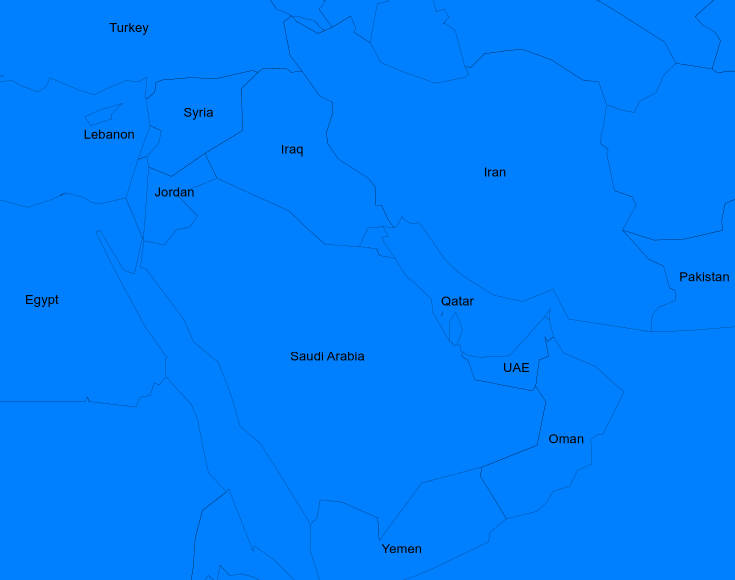 Turkey
Syria
Lebanon
Iraq
Iran
Jordan
Pakistan
Egypt
Qatar
Saudi Arabia
UAE
Oman
Yemen